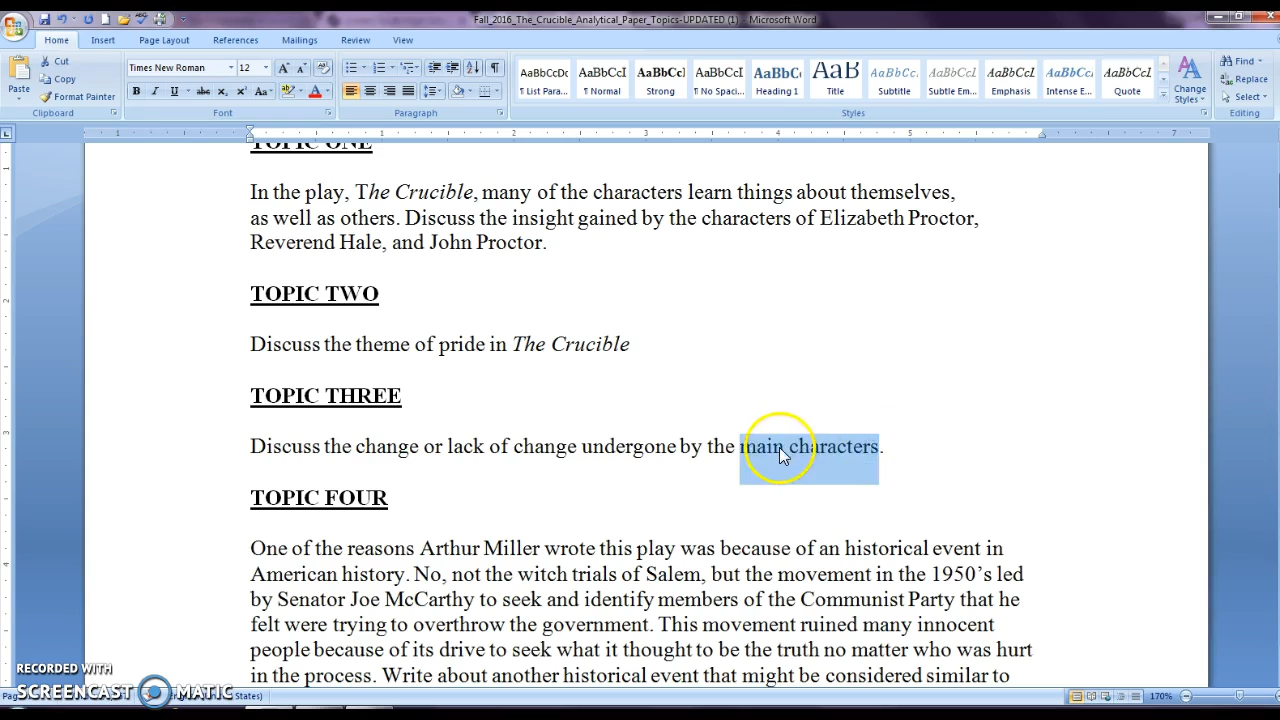 Fall_2016_The_Crucible_Analytical_Paper_Topics-UPDATED (1) - Microsoft Word
Home Insert Page Layout References Mailings Review View
Paste Cut Copy Format Painter
Times New Roman 12
AaBbCcDc AaBbCcI AaBbCcI AaBbCcI AaBbC AaB AaBbCc. AaBbCcI AaBbCcI AaBbCcI AaBbCcI
¶ List Para... ¶ Normal Strong ¶ No Spaci... Heading 1 Title Subtitle Subtle Em... Emphasis Intense E... Quote
Change Styles
Find Replace Select
Clipboard Font Paragraph Styles Editing
1 1 2 3 4 5 7
TOPIC ONE
In the play, The Crucible, many of the characters learn things about themselves,
as well as others. Discuss the insight gained by the characters of Elizabeth Proctor,
Reverend Hale, and John Proctor.
TOPIC TWO
Discuss the theme of pride in The Crucible
TOPIC THREE
Discuss the change or lack of change undergone by the main characters.
TOPIC FOUR
One of the reasons Arthur Miller wrote this play was because of an historical event in
American history. No, not the witch trials of Salem, but the movement in the 1950's led
by Senator Joe McCarthy to seek and identify members of the Communist Party that he
felt were trying to overthrow the government. This movement ruined many innocent
people because of its drive to seek what it thought to be the truth no matter who was hurt
in the process. Write about another historical event that might be considered similar to
RECORDED WITH
SCREENCAST MATIC
States)
170%